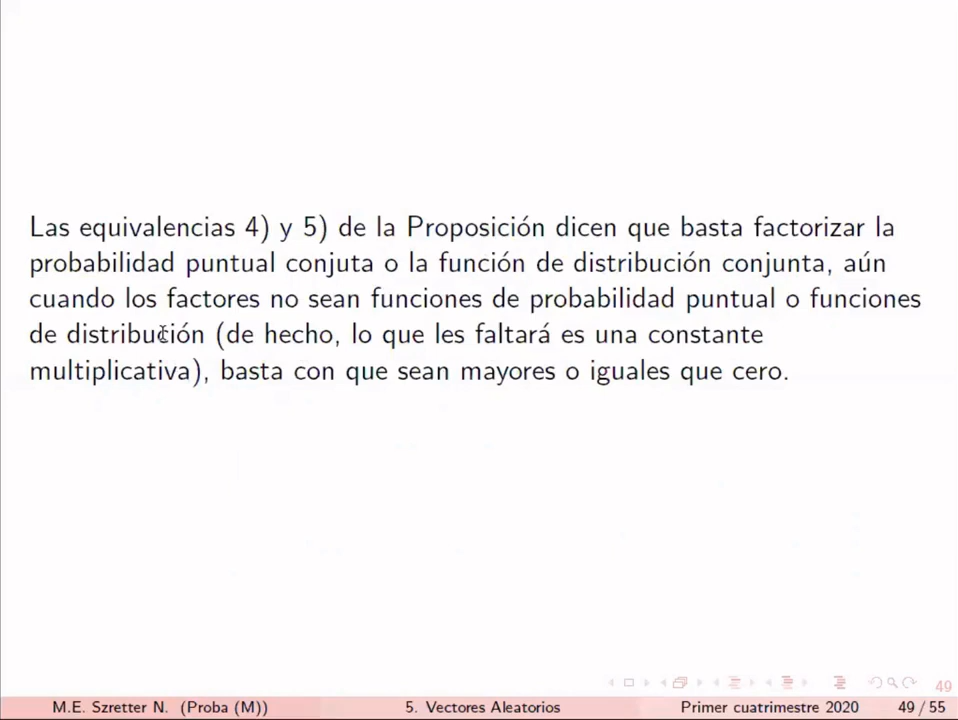 Las equivalencias 4) y 5) de la Proposición dicen que basta factorizar la
probabilidad puntual conjuta o la función de distribución conjunta, aún
cuando los factores no sean funciones de probabilidad puntual o funciones
de distribución (de hecho, lo que les faltará es una constante
multiplicativa), basta con que sean mayores o iguales que cero.
49
M.E. Szretter N. (Proba (M)) 5. Vectores Aleatorios Primer cuatrimestre 2020 49 / 55